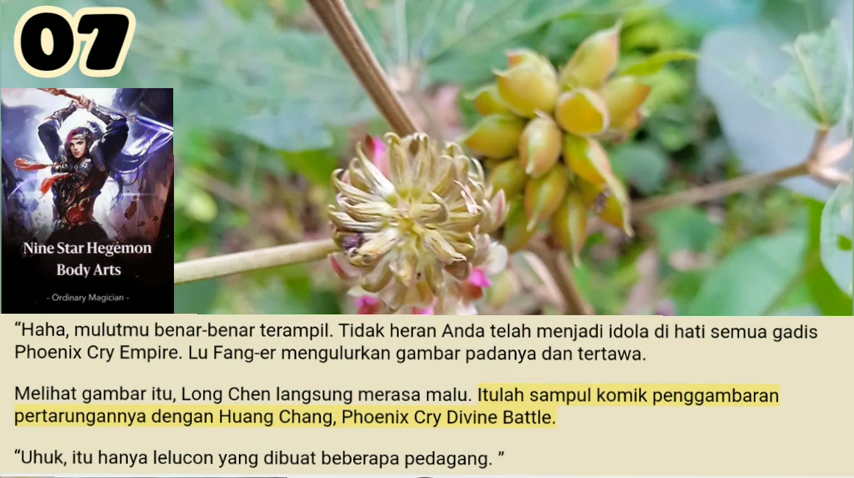 07
Nine Star Hegemon
Body Arts
- Ordinary Magician -
“Haha, mulutmu benar-benar terampil. Tidak heran Anda telah menjadi idola di hati semua gadis
Phoenix Cry Empire. Lu Fang-er mengulurkan gambar padanya dan tertawa.
Melihat gambar itu, Long Chen langsung merasa malu. Itulah sampul komik penggambaran
pertarungannya dengan Huang Chang, Phoenix Cry Divine Battle.
“Uhuk, itu hanya lelucon yang dibuat beberapa pedagang. ”